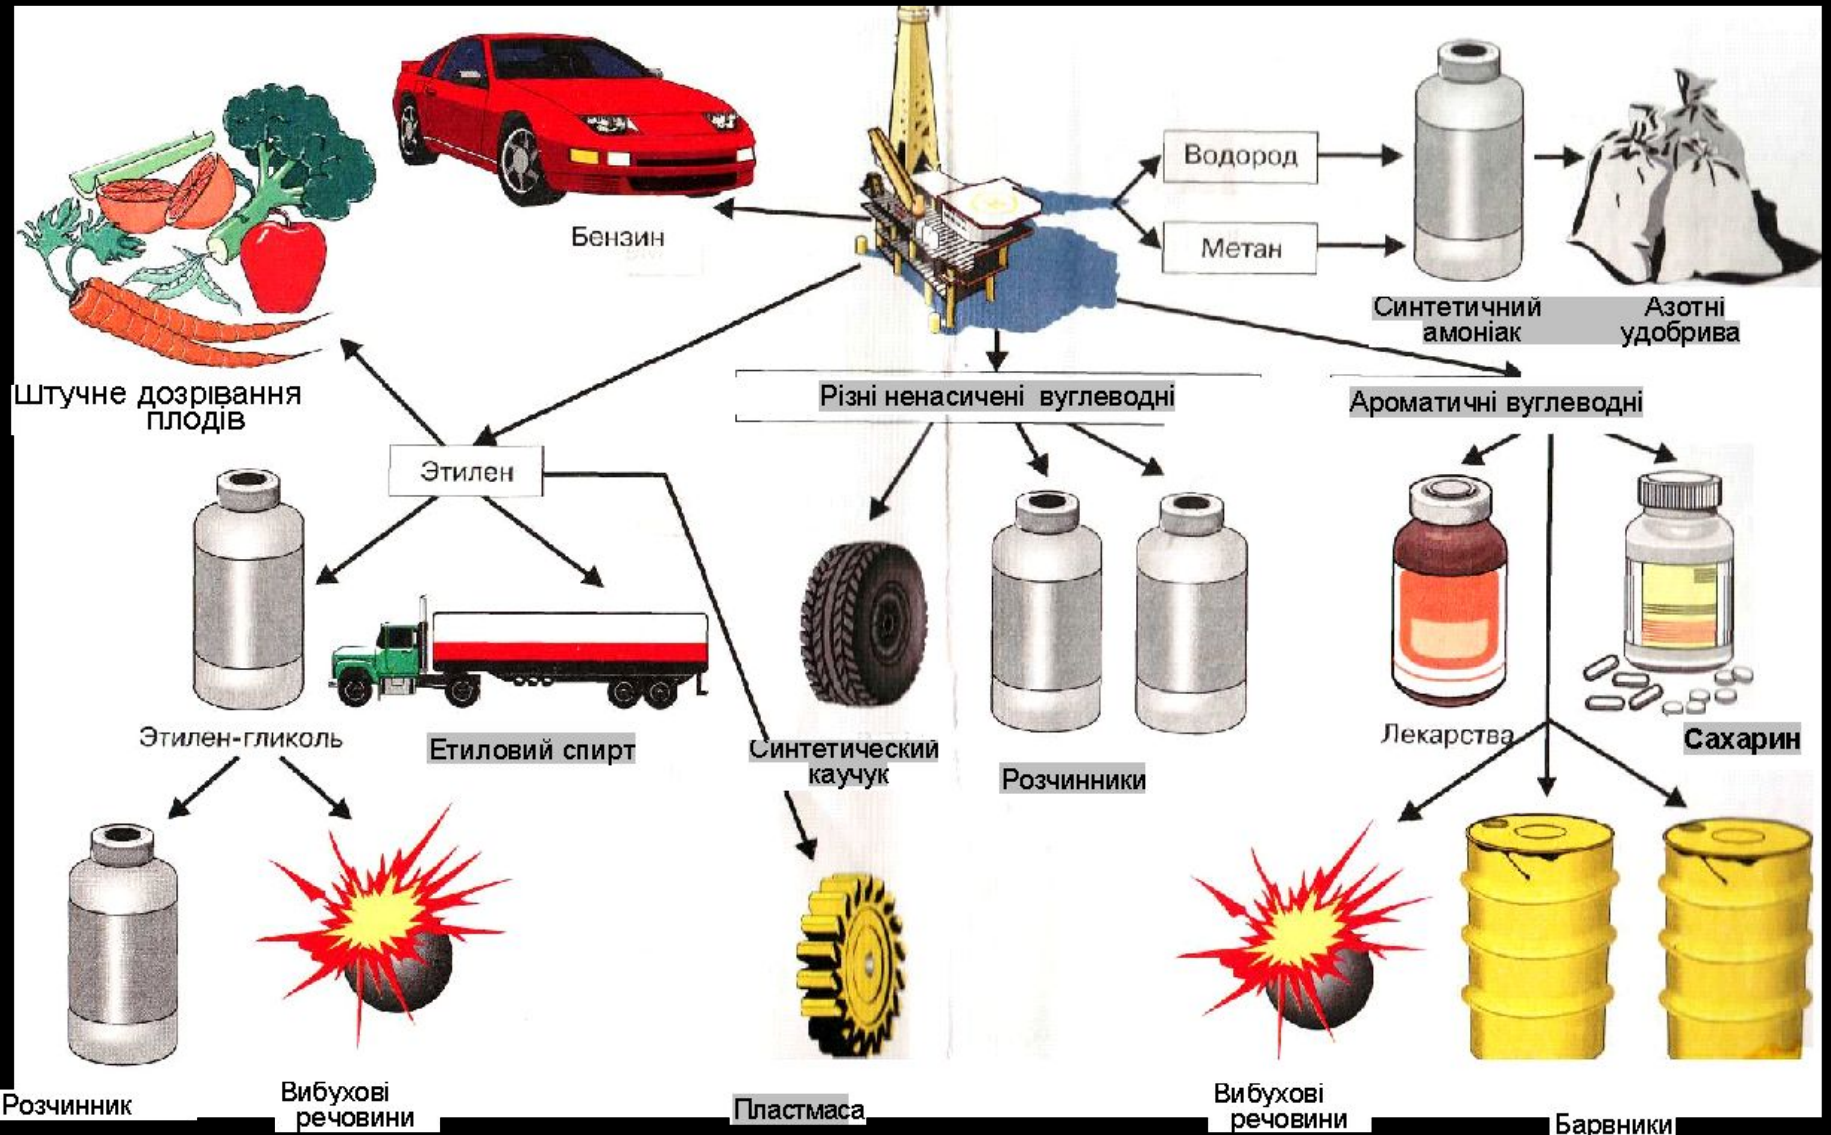 Бензин
Водород
Метан
Синтетичний
амоніак
Азотні
удобрива
Штучне дозрівання
плодів
Різні ненасичені вуглеводні
Ароматичні вуглеводні
Этилен
Этилен-гликоль
Етиловий спирт
Синтетический
каучук
Розчинники
Лекарства
Сахарин
Розчинник
Вибухові
речовини
Пластмаса
Вибухові
речовини
Барвники